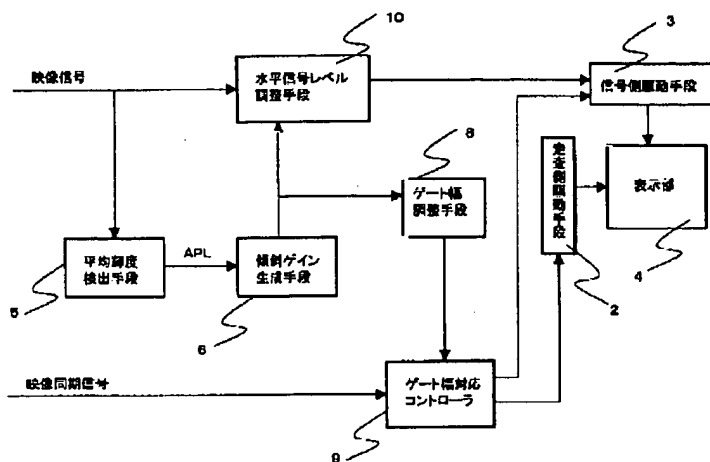 10
3
映像信号
水平信号レベル
調整手段
信号側駆動手段
8
走査側駆動手段
ゲート幅
調整手段
表示部
平均輝度
検出手段
APL
傾斜ゲイン
生成手段
5
6
2
4
映像同期信号
ゲート幅対応
コントローラ
9